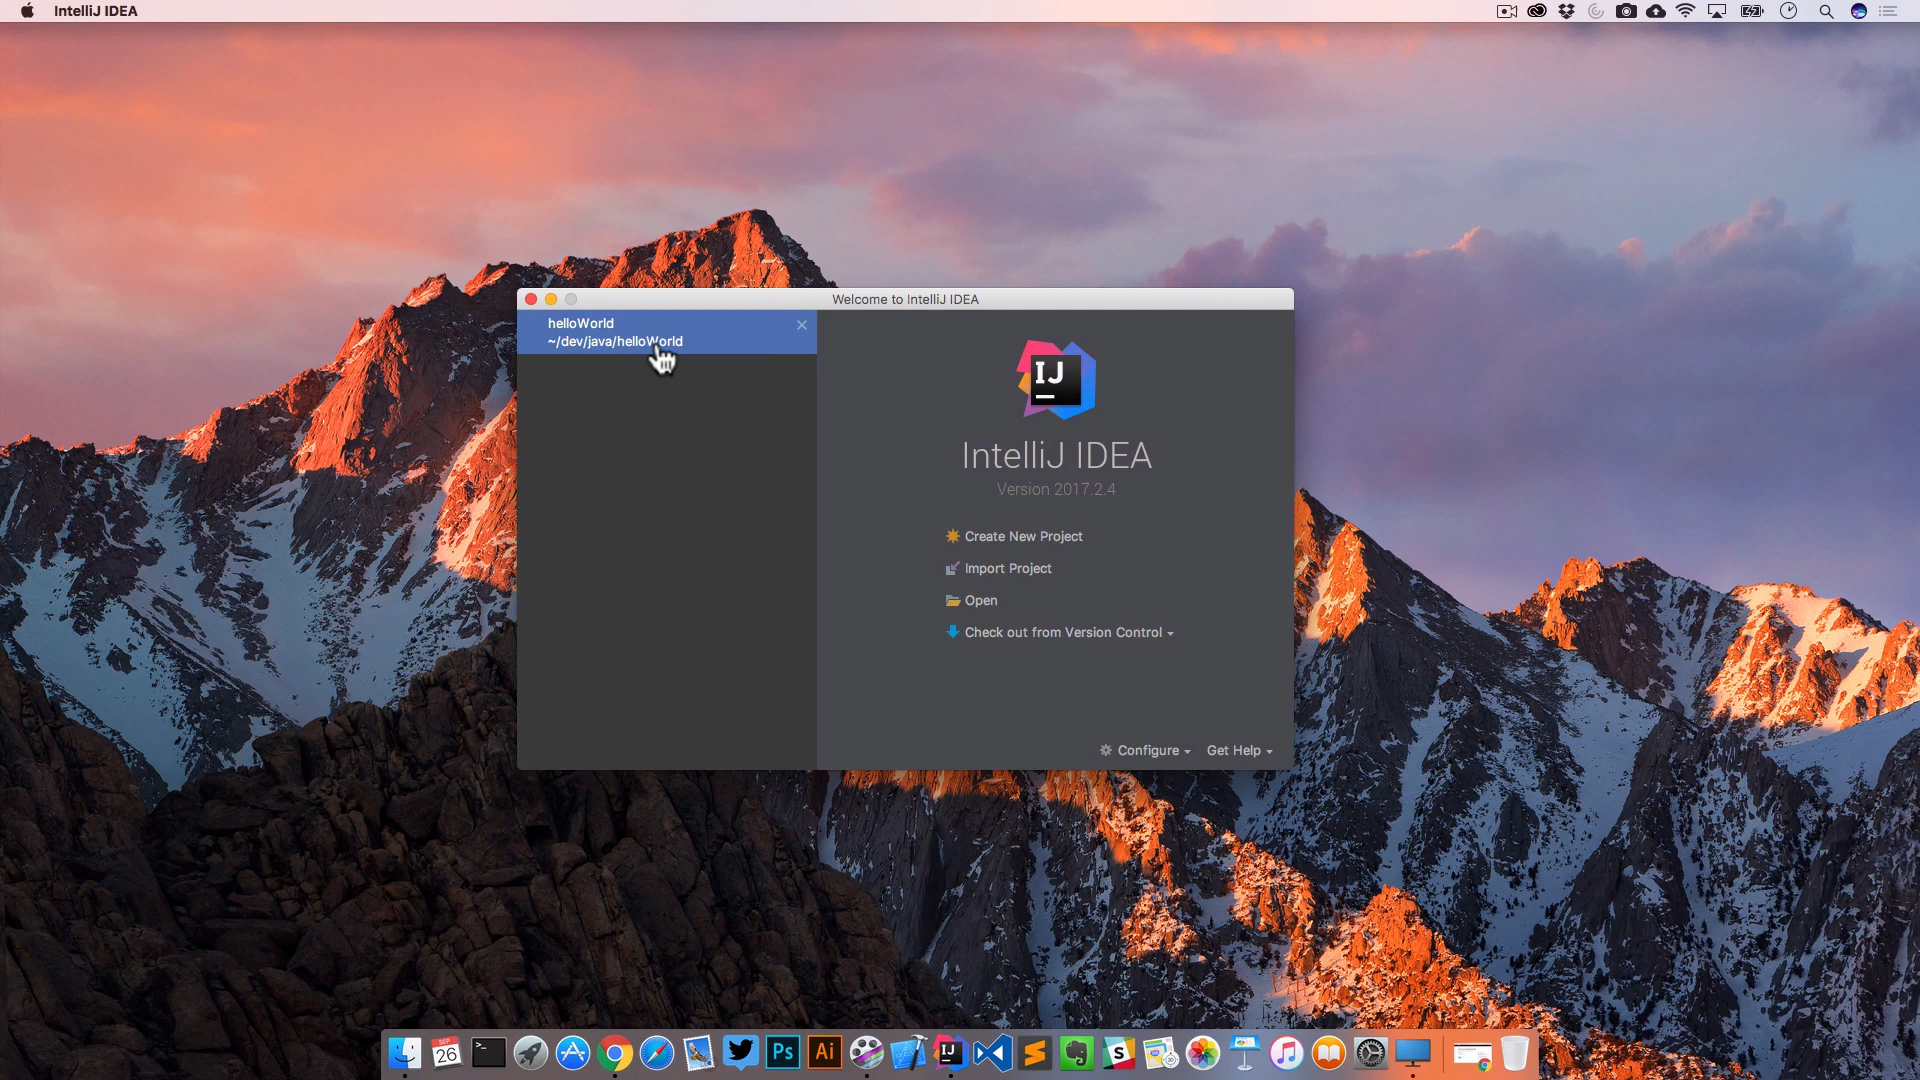 IntelliJ IDEA
Welcome to IntelliJ IDEA
helloWorld
~/dev/java/helloWorld
IJ
IntelliJ IDEA
Version 2017.2.4
Create New Project
Import Project
Open
Check out from Version Control
Configure
Get Help
SEP
26
>_
Ps
Ai
IJ
S